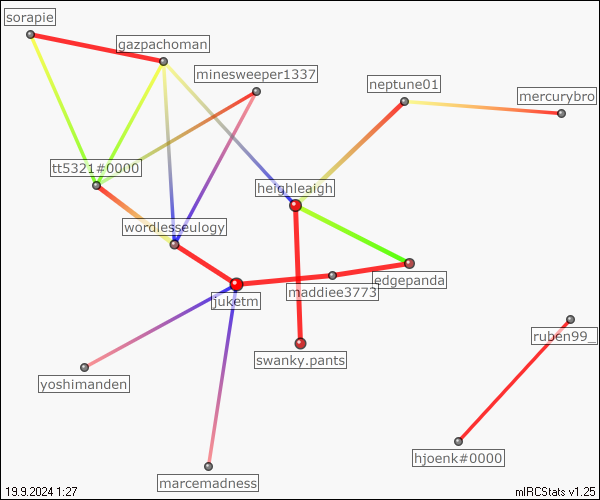 sorapie
gazpachoman
minesweeper1337
neptune01
mercurybro
tt5321#0000
heighleaigh
wordlesseulogy
edgepanda
maddiee3773
juketm
ruben99_
swanky.pants
yoshimanden
hjoenk#0000
marcemadness
19.9.2024 1:27
mIRCStats v1.25